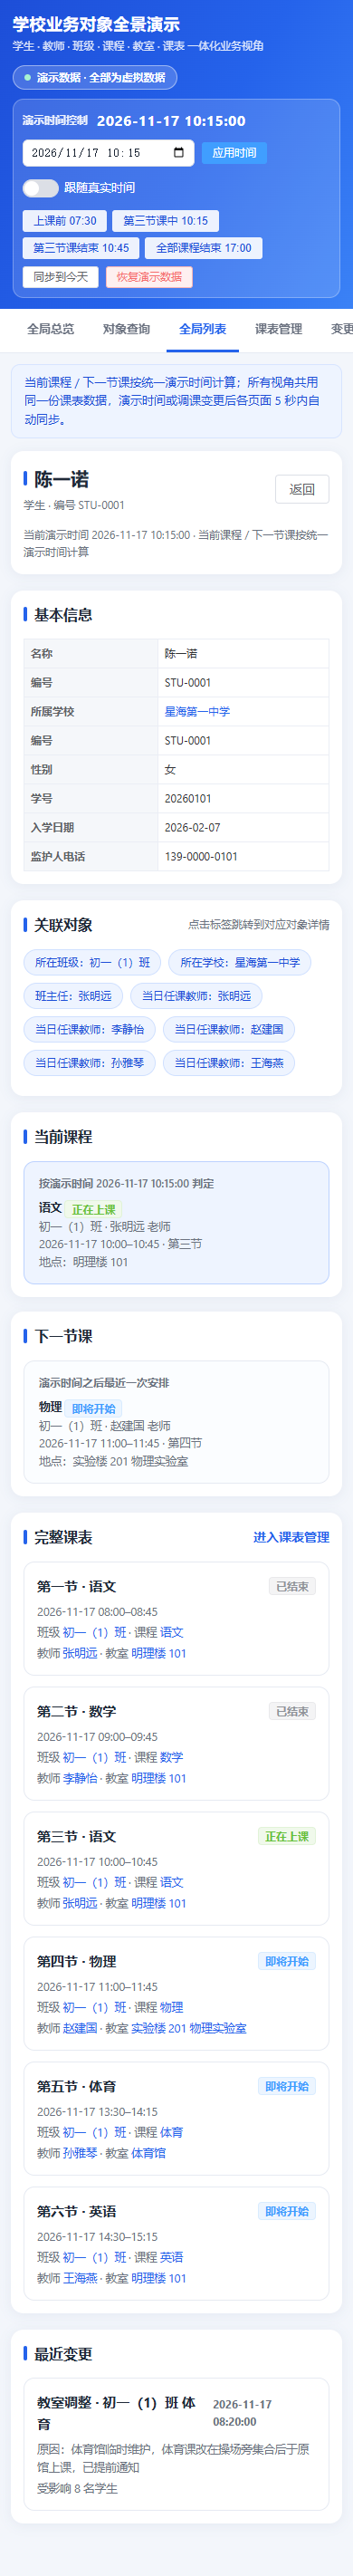 学校业务对象全景演示
学生 · 教师 · 班级 · 课程 · 教室 · 课表 一体化业务视角
演示数据 · 全部为虚拟数据
演示时间控制 2026-11-17 10:15:00
2026/11/17 10:15 应用时间
跟随真实时间
上课前 07:30 第三节课中 10:15
第三节课结束 10:45 全部课程结束 17:00
同步到今天 恢复演示数据
全局总览 对象查询 全局列表 课表管理 变更
当前课程 / 下一节课按统一演示时间计算；所有视角共用
同一份课表数据，演示时间或调课变更后各页面 5 秒内自
动同步。
陈一诺 返回
学生 · 编号 STU-0001
当前演示时间 2026-11-17 10:15:00 · 当前课程 / 下一节课按统一
演示时间计算
基本信息
名称 陈一诺
编号 STU-0001
所属学校 星海第一中学
编号 STU-0001
性别 女
学号 20260101
入学日期 2026-02-07
监护人电话 139-0000-0101
关联对象 点击标签跳转到对应对象详情
所在班级：初一（1）班 所在学校：星海第一中学
班主任：张明远 当日任课教师：张明远
当日任课教师：李静怡 当日任课教师：赵建国
当日任课教师：孙雅琴 当日任课教师：王海燕
当前课程
按演示时间 2026-11-17 10:15:00 判定
语文 正在上课
初一（1）班 · 张明远 老师
2026-11-17 10:00–10:45 · 第三节
地点：明理楼 101
下一节课
演示时间之后最近一次安排
物理 即将开始
初一（1）班 · 赵建国 老师
2026-11-17 11:00–11:45 · 第四节
地点：实验楼 201 物理实验室
完整课表 进入课表管理
第一节 · 语文 已结束
2026-11-17 08:00–08:45
班级 初一（1）班 · 课程 语文
教师 张明远 · 教室 明理楼 101
第二节 · 数学 已结束
2026-11-17 09:00–09:45
班级 初一（1）班 · 课程 数学
教师 李静怡 · 教室 明理楼 101
第三节 · 语文 正在上课
2026-11-17 10:00–10:45
班级 初一（1）班 · 课程 语文
教师 张明远 · 教室 明理楼 101
第四节 · 物理 即将开始
2026-11-17 11:00–11:45
班级 初一（1）班 · 课程 物理
教师 赵建国 · 教室 实验楼 201 物理实验室
第五节 · 体育 即将开始
2026-11-17 13:30–14:15
班级 初一（1）班 · 课程 体育
教师 孙雅琴 · 教室 体育馆
第六节 · 英语 即将开始
2026-11-17 14:30–15:15
班级 初一（1）班 · 课程 英语
教师 王海燕 · 教室 明理楼 101
最近变更
教室调整 · 初一（1）班 体 2026-11-17
育 08:20:00
原因：体育馆临时维护，体育课改在操场旁集合后于原
馆上课，已提前通知
受影响 8 名学生